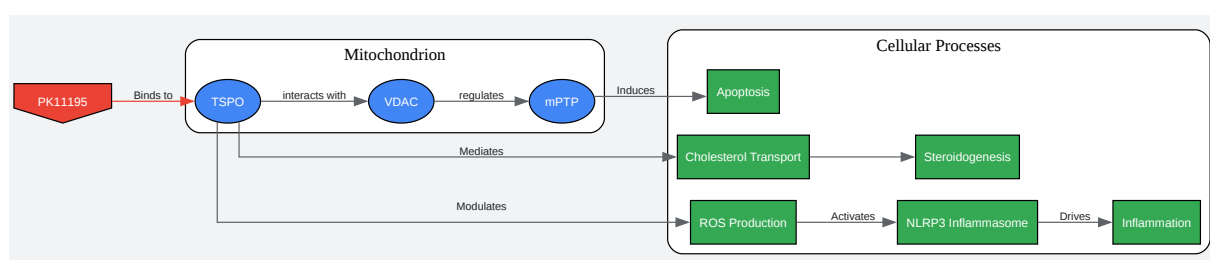 Mitochondrion
Cellular Processes
PK11195
Binds to
TSPO
interacts with
VDAC
regulates
mPTP
Induces
Apoptosis
Mediates
Cholesterol Transport
Steroidogenesis
Modulates
ROS Production
Activates
NLRP3 Inflammasome
Drives
Inflammation